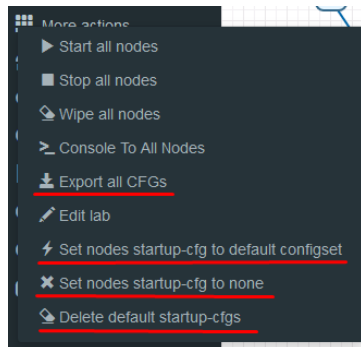 More actions
Start all nodes
Stop all nodes
Wipe all nodes
Console To All Nodes
Export all CFGs
Edit lab
Set nodes startup-cfg to default configset
Set nodes startup-cfg to none
Delete default startup-cfgs